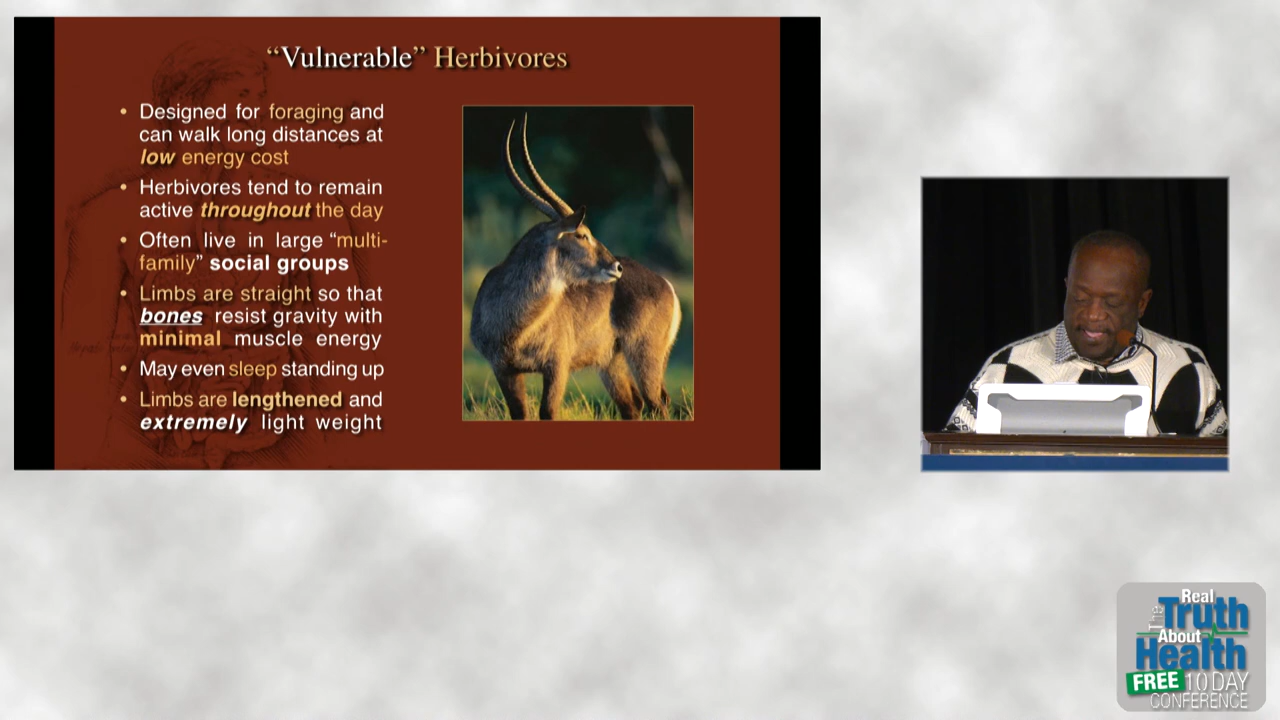 “Vulnerable” Herbivores
• Designed for foraging and
can walk long distances at
low energy cost
• Herbivores tend to remain
active throughout the day
• Often live in large “multi-
family” social groups
• Limbs are straight so that
bones resist gravity with
minimal muscle energy
• May even sleep standing up
• Limbs are lengthened and
extremely light weight
The Real
Truth
About
Health
FREE 10 DAY
CONFERENCE